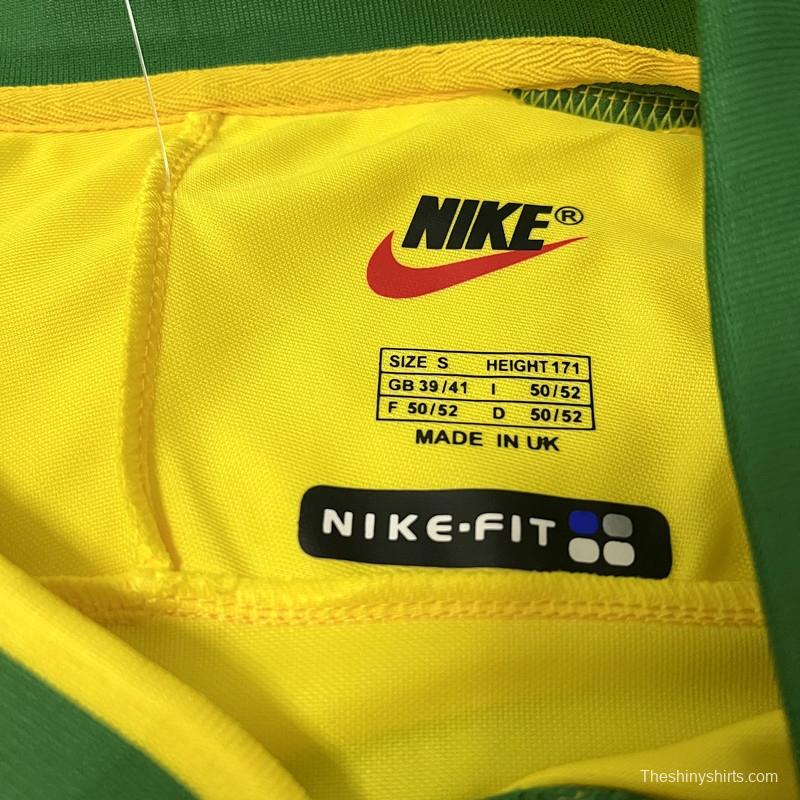 NIKE®
SIZE S HEIGHT 171
GB 39/41 I 50/52
F 50/52 D 50/52
MADE IN UK
NIKE·FIT
Theshinyshirts.com